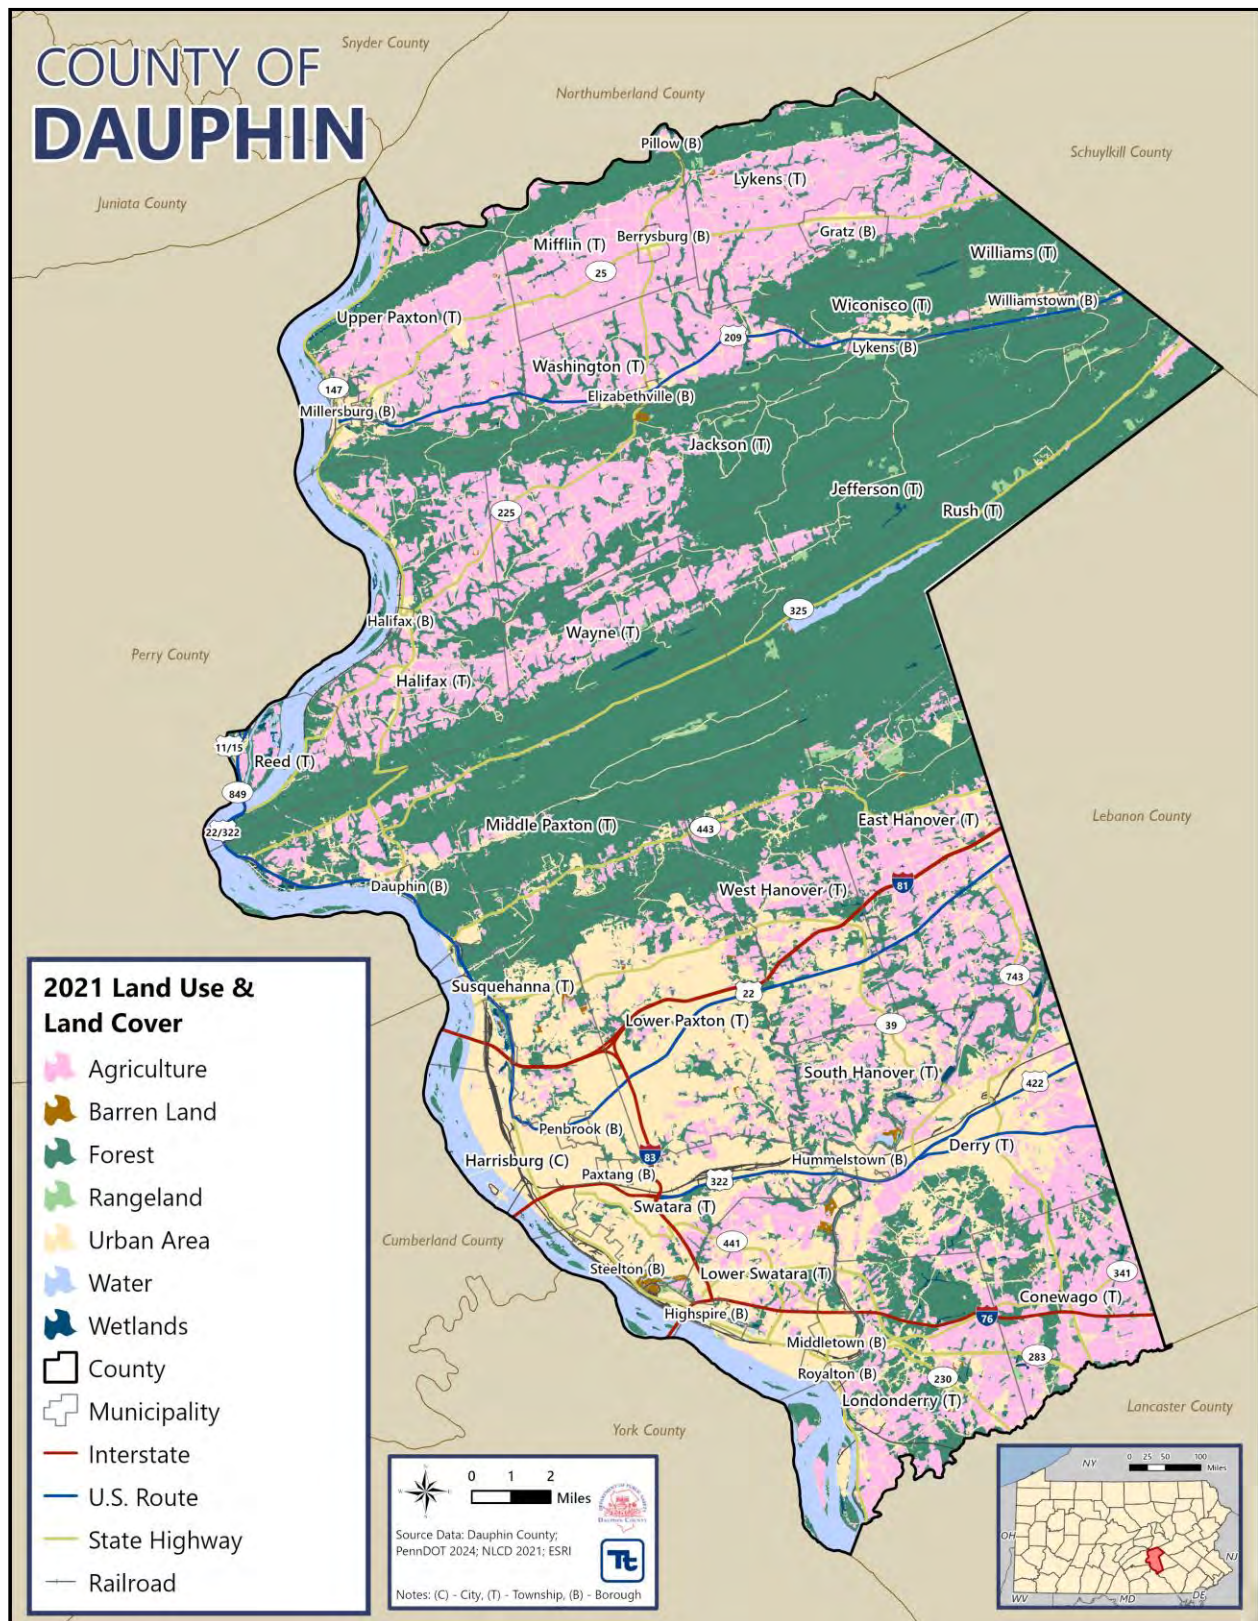 COUNTY OF
DAUPHIN
Snyder County
Northumberland County
Schuylkill County
Juniata County
Pillow (B)
Lykens (T)
Mifflin (T)
Berrysburg (B)
Gratz (B)
Williams (T)
25
Upper Paxton (T)
Wiconisco (T)
Williamstown (B)
209
Lykens (B)
Washington (T)
147
Elizabethville (B)
Millersburg (B)
Jackson (T)
Jefferson (T)
225
Rush (T)
325
Halifax (B)
Wayne (T)
Perry County
Halifax (T)
11/15
Reed (T)
849
22/322
Middle Paxton (T)
443
East Hanover (T)
Lebanon County
Dauphin (B)
West Hanover (T)
81
743
Susquehanna (T)
22
Lower Paxton (T)
39
South Hanover (T)
422
Penbrook (B)
83
Derry (T)
Harrisburg (C)
Hummelstown (B)
Paxtang (B)
322
Swatara (T)
Cumberland County
441
Steelton (B)
Lower Swatara (T)
341
Conewago (T)
Highspire (B)
76
Middletown (B)
283
Royalton (B)
230
Londonderry (T)
Lancaster County
York County
2021 Land Use &
Land Cover
Agriculture
Barren Land
Forest
Rangeland
Urban Area
Water
Wetlands
County
Municipality
Interstate
U.S. Route
State Highway
Railroad
N
0 1 2
Miles
Source Data: Dauphin County;
PennDOT 2024; NLCD 2021; ESRI
DAUPHIN COUNTY
Tt
Notes: (C) - City, (T) - Township, (B) - Borough
NY
0 25 50 100
Miles
OH
NJ
WV
MD
DE